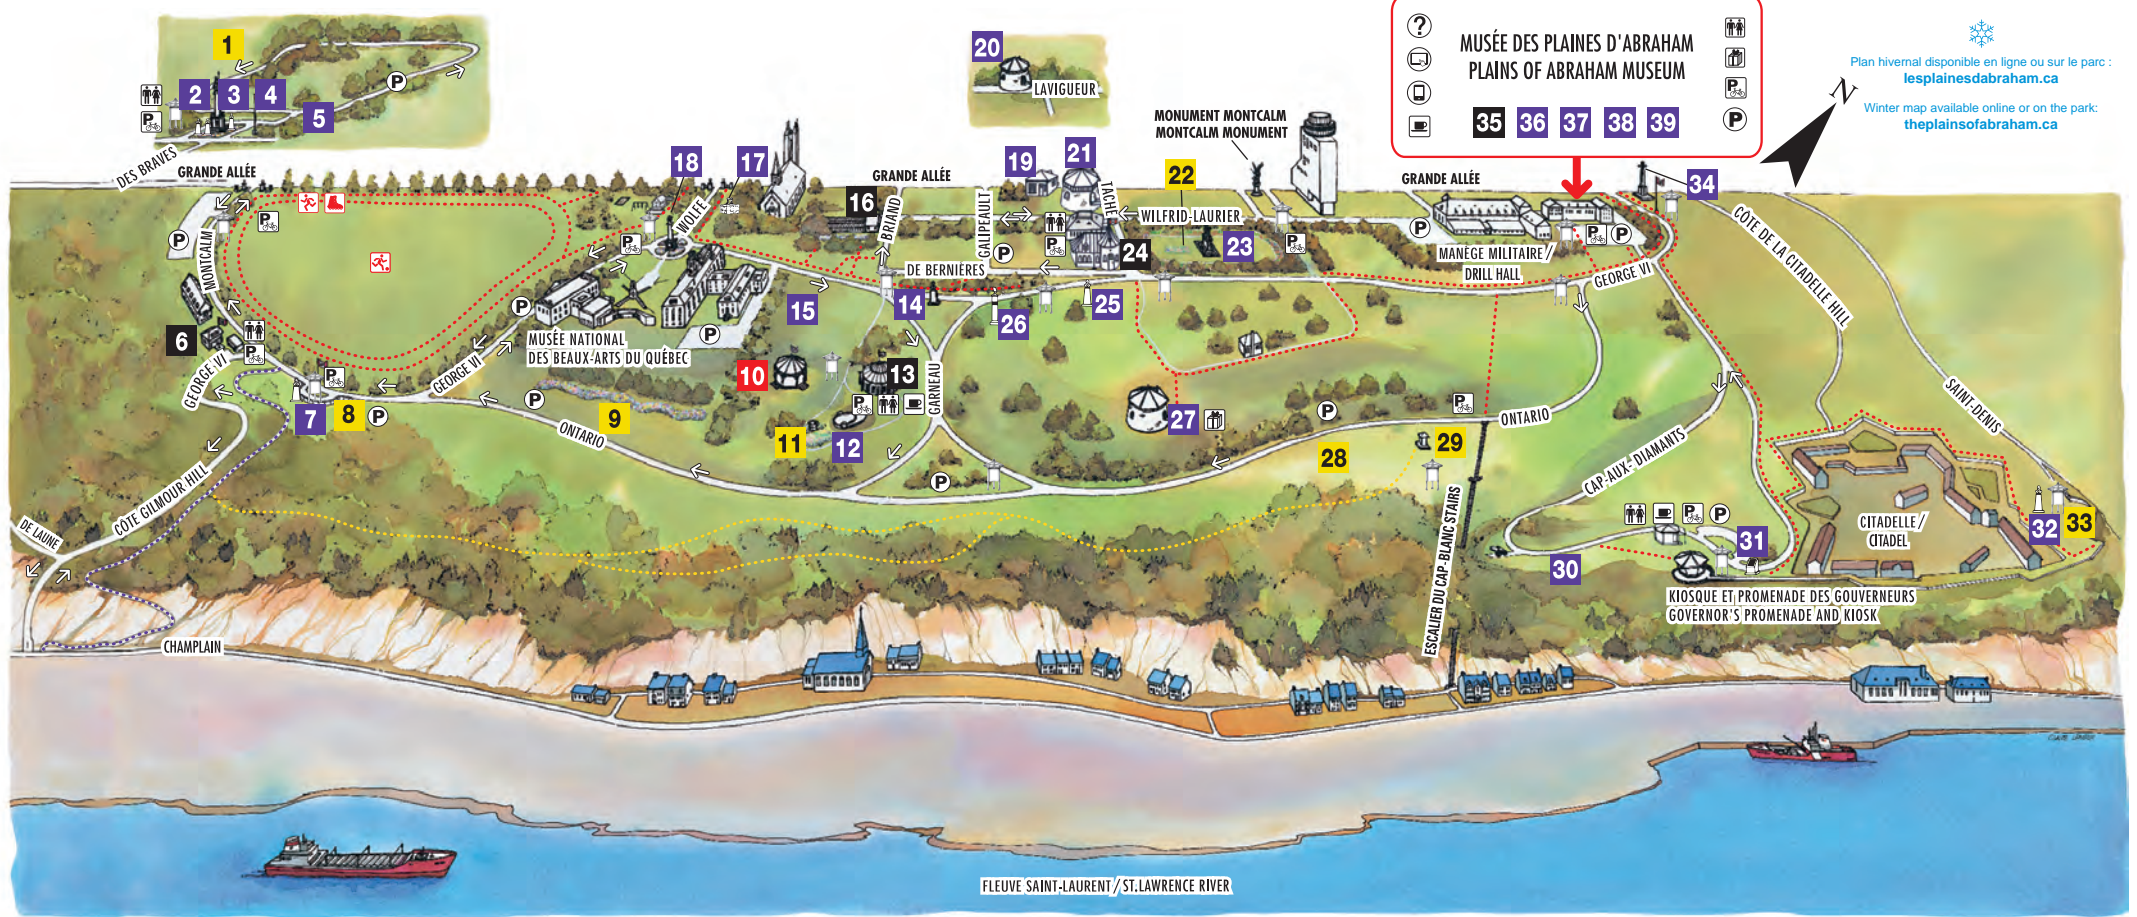 MUSÉE DES PLAINES D'ABRAHAM
PLAINS OF ABRAHAM MUSEUM
35 36 37 38 39
?
P
P
Plan hivernal disponible en ligne ou sur le parc :
lesplainesdabraham.ca
Winter map available online or on the park:
theplainsofabraham.ca
N
1
2 3 4
5
P
P
DES BRAVES
GRANDE ALLÉE
20
LAVIGUEUR
MONUMENT MONTCALM
MONTCALM MONUMENT
18
17
16
GRANDE ALLÉE
19
21
22
GRANDE ALLÉE
34
P
P
MONTCALM
WOLFE
P
BRIAND
GALIPEAULT
TACHÉ
WILFRID-LAURIER
P
P
24
23
P
P
P
P
MANÈGE MILITAIRE /
DRILL HALL
GEORGE VI
CÔTE DE LA CITADELLE HILL
DE BERNIÈRES
15
14
26
25
6
P
P
P
MUSÉE NATIONAL
DES BEAUX-ARTS DU QUÉBEC
GEORGE VI
GEORGE VI
P
7
8
P
P
9
ONTARIO
10
13
P
11
12
GARNEAU
27
P
P
ONTARIO
28
29
SAINT-DENIS
P
CAP-AUX-DIAMANTS
CÔTE GILMOUR HILL
DE LAUNE
ESCALIER DU CAP-BLANC STAIRS
P
P
30
31
CITADELLE /
CITADEL
32
33
KIOSQUE ET PROMENADE DES GOUVERNEURS
GOVERNOR'S PROMENADE AND KIOSK
CHAMPLAIN
FLEUVE SAINT-LAURENT / ST.LAWRENCE RIVER